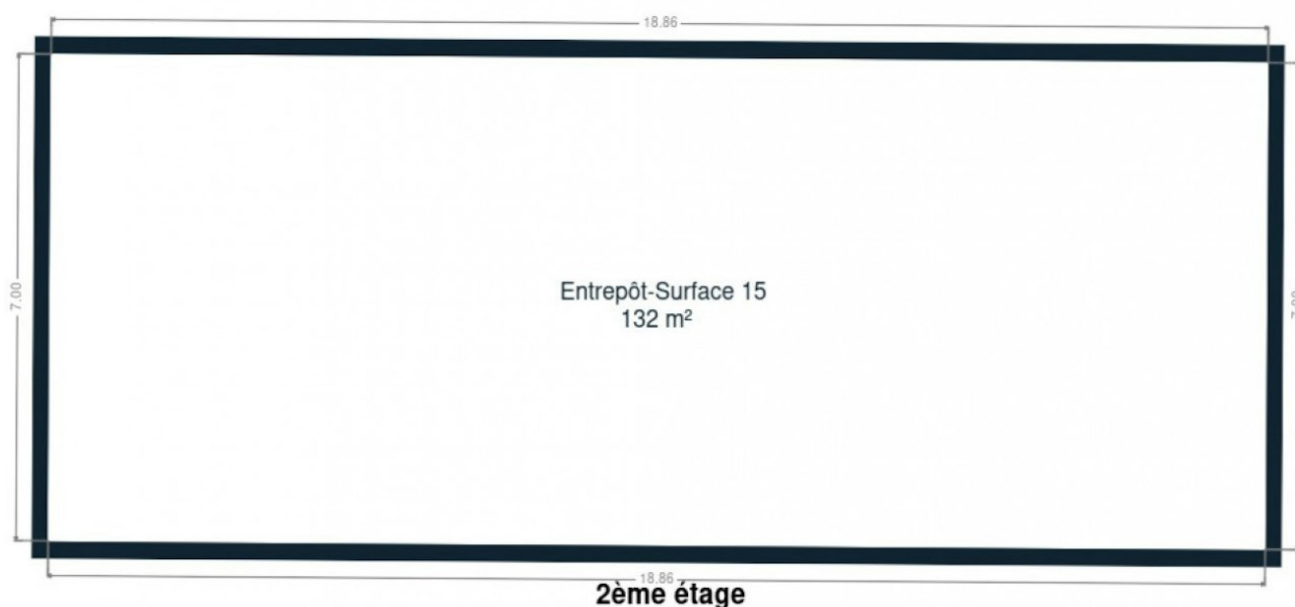 18.86
7.00
Entrepôt-Surface 15
132 m²
18.86
2ème étage